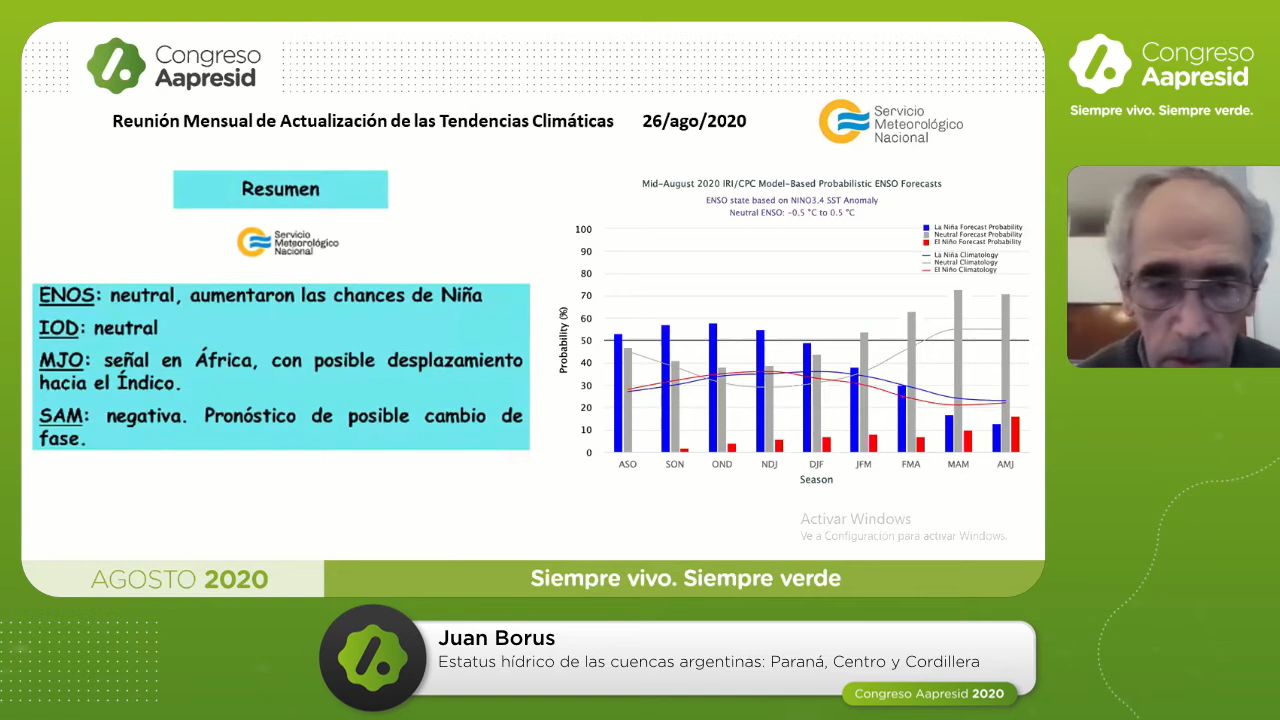 Congreso
Aapresid
Reunión Mensual de Actualización de las Tendencias Climáticas 26/ago/2020
Servicio
Meteorológico
Nacional
Resumen
Servicio
Meteorológico
Nacional
ENOS: neutral, aumentaron las chances de Niña
IOD: neutral
MJO: señal en África, con posible desplazamiento
hacia el Índico.
SAM: negativa. Pronóstico de posible cambio de
fase.
Mid-August 2020 IRI/CPC Model-Based Probabilistic ENSO Forecasts
ENSO state based on NINO3.4 SST Anomaly
Neutral ENSO: -0.5 °C to 0.5 °C
La Niña Forecast Probability
Neutral Forecast Probability
El Niño Forecast Probability
La Niña Climatology
Neutral Climatology
El Niño Climatology
Probability (%)
100
90
80
70
60
50
40
30
20
10
0
ASO SON OND NDJ DJF JFM FMA MAM AMJ
Season
Activar Windows
Ve a Configuración para activar Windows.
AGOSTO 2020
Siempre vivo. Siempre verde
Congreso
Aapresid
Siempre vivo. Siempre verde.
Juan Borus
Estatus hídrico de las cuencas argentinas: Paraná, Centro y Cordillera
Congreso Aapresid 2020